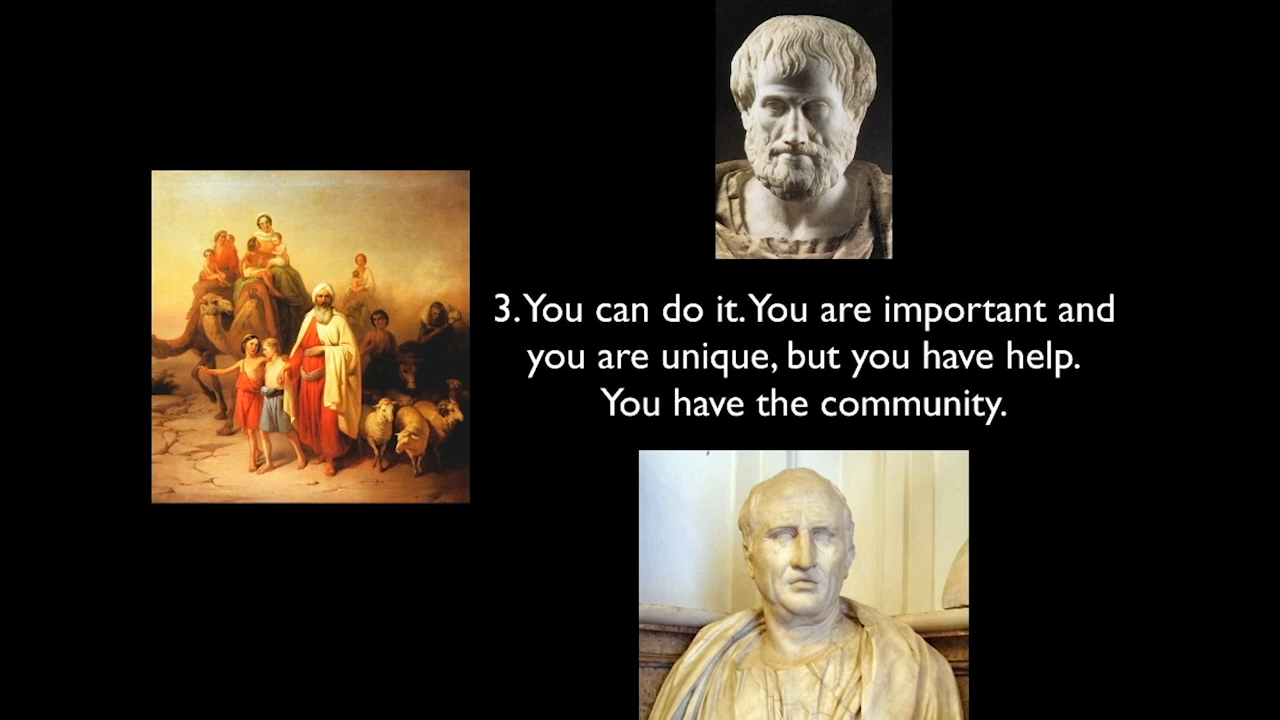 3. You can do it. You are important and
you are unique, but you have help.
You have the community.